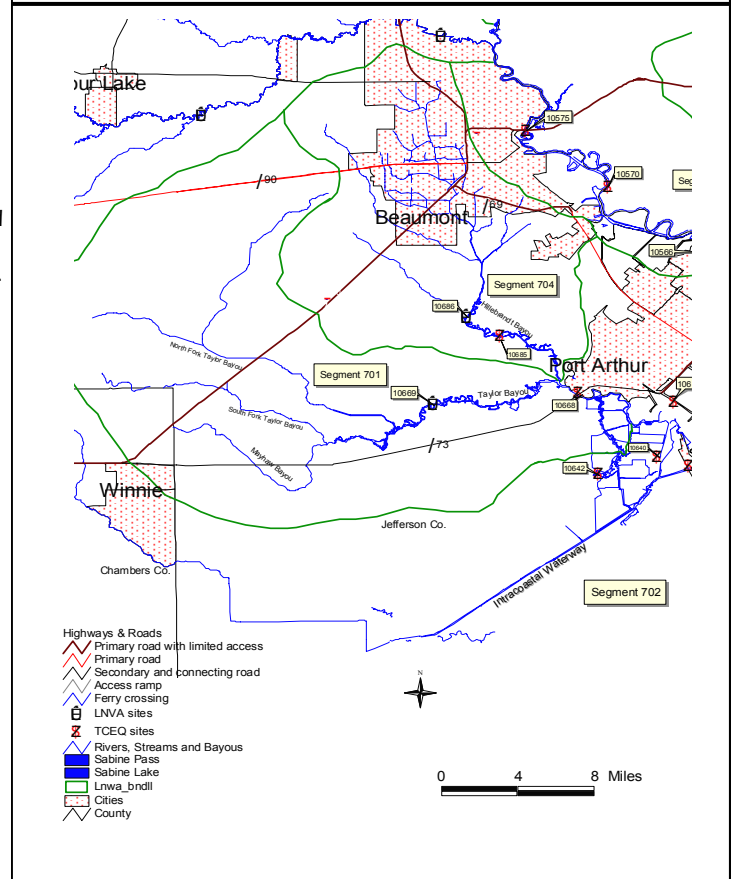 our Lake
10575
10570
Seg
90
69
Beaumont
10566
Segment 704
10686
Hillebrandt Bayou
10685
North Fork Taylor Bayou
Port Arthur
Segment 701
10669
Taylor Bayou
106
10668
South Fork Taylor Bayou
73
10640
Mayhaw Bayou
10642
Winnie
Jefferson Co.
Chambers Co.
Intracoastal Waterway
Segment 702
Highways & Roads
Primary road with limited access
Primary road
Secondary and connecting road
Access ramp
Ferry crossing
LNVA sites
TCEQ sites
Rivers, Streams and Bayous
Sabine Pass
Sabine Lake
Lnwa_bndll
Cities
County
N
0 4 8 Miles